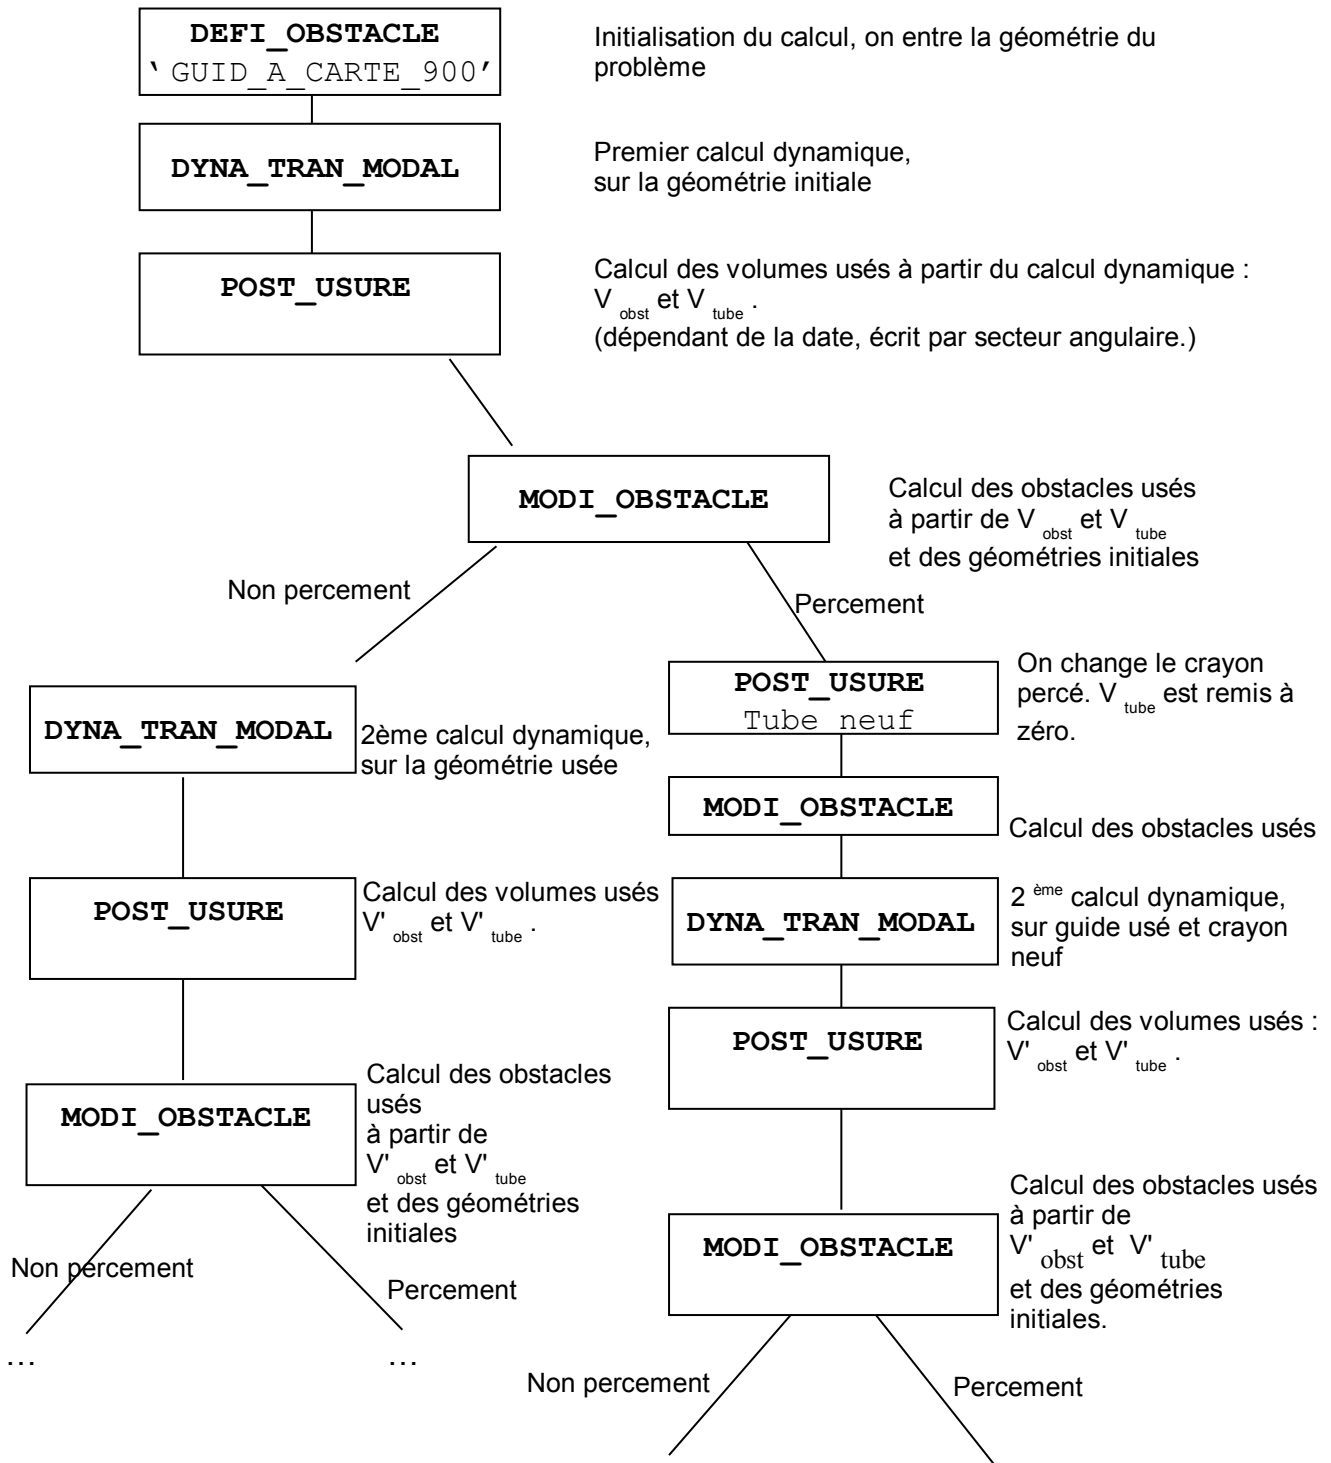 DEFI_OBSTACLE
‘GUID_A_CARTE_900’
Initialisation du calcul, on entre la géométrie du
problème
DYNA_TRAN_MODAL
Premier calcul dynamique,
sur la géométrie initiale
POST_USURE
Calcul des volumes usés à partir du calcul dynamique :
V obst et V tube .
(dépendant de la date, écrit par secteur angulaire.)
MODI_OBSTACLE
Calcul des obstacles usés
à partir de V obst et V tube
et des géométries initiales
Non percement
Percement
DYNA_TRAN_MODAL
2ème calcul dynamique,
sur la géométrie usée
POST_USURE
Calcul des volumes usés
V' obst et V' tube .
MODI_OBSTACLE
Calcul des obstacles
usés
à partir de
V' obst et V' tube
et des géométries
initiales
Non percement
Percement
...
...
POST_USURE
Tube neuf
On change le crayon
percé. V tube est remis à
zéro.
MODI_OBSTACLE
Calcul des obstacles usés
DYNA_TRAN_MODAL
2 ème calcul dynamique,
sur guide usé et crayon
neuf
POST_USURE
Calcul des volumes usés :
V' obst et V' tube .
MODI_OBSTACLE
Calcul des obstacles usés
à partir de
V' obst et V' tube
et des géométries
initiales.
Non percement
Percement